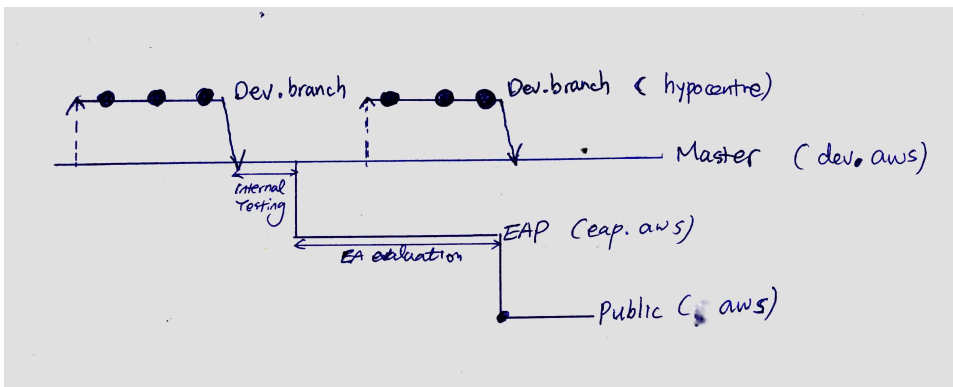 Dev.branch
Dev.branch ( hypocentre)
Master (dev. aws)
internal
Testing
EAP (eap. aws)
EA evaluation
Public ( aws)